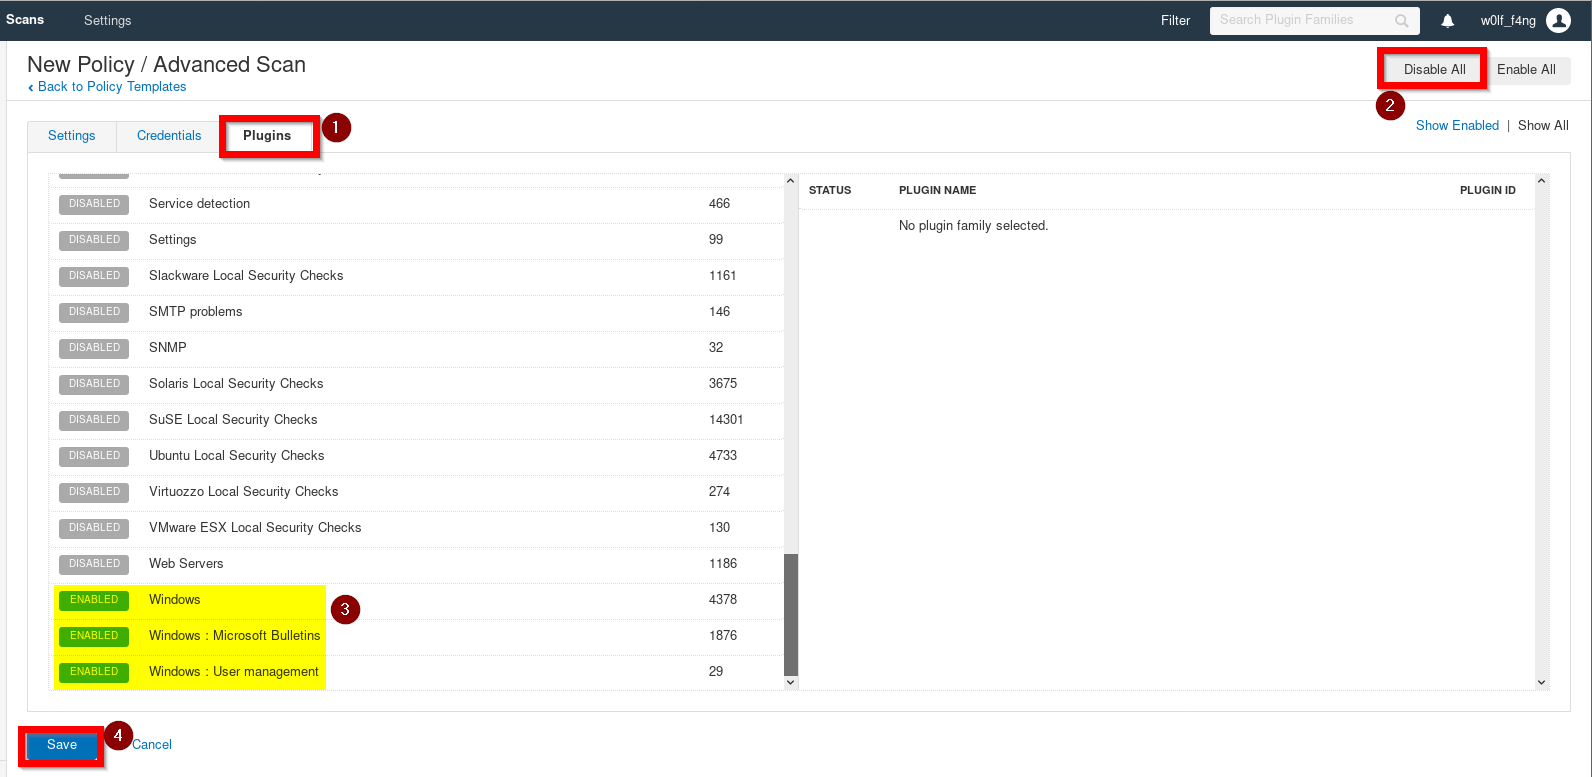 Scans Settings Filter Search Plugin Families w0lf_f4ng
New Policy / Advanced Scan
Disable All Enable All
‹ Back to Policy Templates
2
Show Enabled | Show All
Settings Credentials Plugins 1
STATUS PLUGIN NAME PLUGIN ID
No plugin family selected.
DISABLED Service detection 466
DISABLED Settings 99
DISABLED Slackware Local Security Checks 1161
DISABLED SMTP problems 146
DISABLED SNMP 32
DISABLED Solaris Local Security Checks 3675
DISABLED SuSE Local Security Checks 14301
DISABLED Ubuntu Local Security Checks 4733
DISABLED Virtuozzo Local Security Checks 274
DISABLED VMware ESX Local Security Checks 130
DISABLED Web Servers 1186
ENABLED Windows 4378
3
ENABLED Windows : Microsoft Bulletins 1876
ENABLED Windows : User management 29
Save 4 Cancel